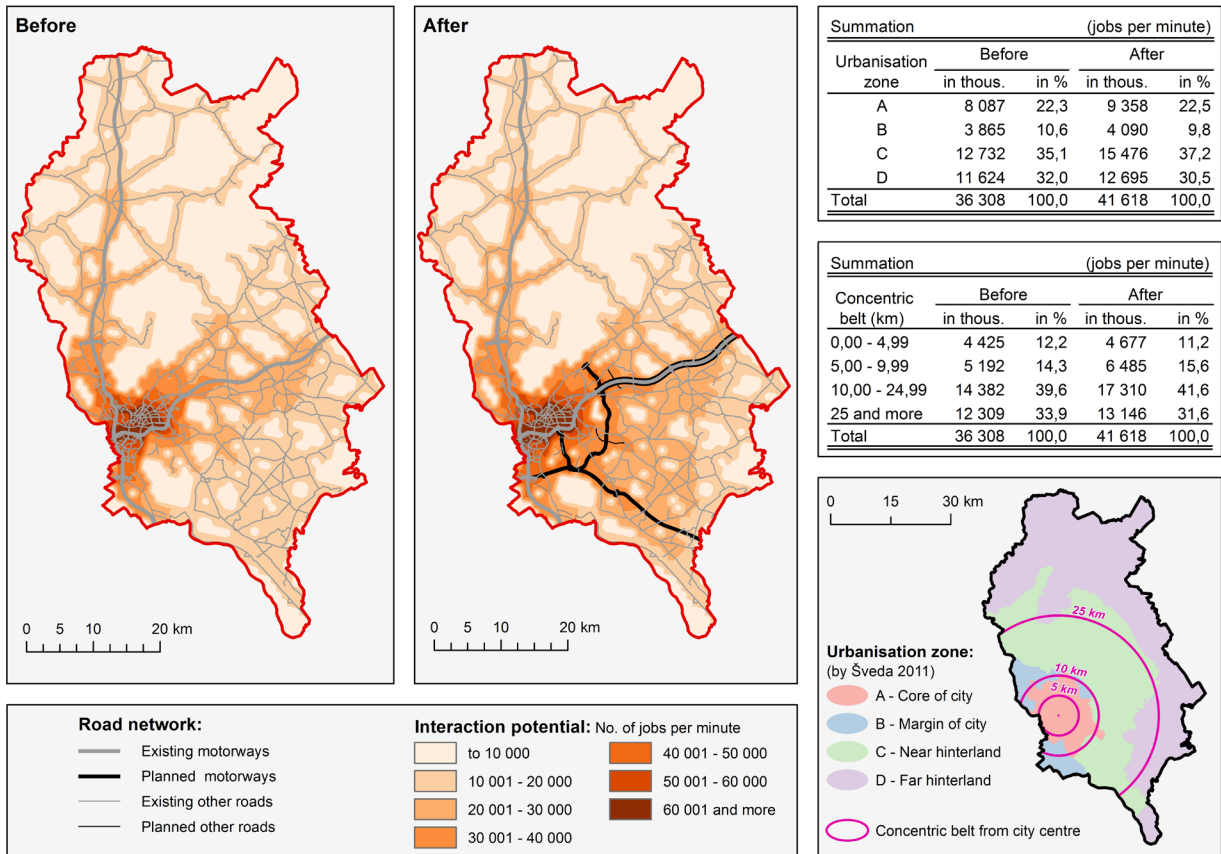 Before
0 5 10 20 km
After
0 5 10 20 km
Summation (jobs per minute)
Urbanisation zone Before After
in thous. in % in thous. in %
A 8 087 22,3 9 358 22,5
B 3 865 10,6 4 090 9,8
C 12 732 35,1 15 476 37,2
D 11 624 32,0 12 695 30,5
Total 36 308 100,0 41 618 100,0
Summation (jobs per minute)
Concentric belt (km) Before After
in thous. in % in thous. in %
0,00 - 4,99 4 425 12,2 4 677 11,2
5,00 - 9,99 5 192 14,3 6 485 15,6
10,00 - 24,99 14 382 39,6 17 310 41,6
25 and more 12 309 33,9 13 146 31,6
Total 36 308 100,0 41 618 100,0
0 15 30 km
25 km
10 km
5 km
Urbanisation zone:
(by Šveda 2011)
A - Core of city
B - Margin of city
C - Near hinterland
D - Far hinterland
Concentric belt from city centre
Road network:
Existing motorways
Planned motorways
Existing other roads
Planned other roads
Interaction potential: No. of jobs per minute
to 10 000
10 001 - 20 000
20 001 - 30 000
30 001 - 40 000
40 001 - 50 000
50 001 - 60 000
60 001 and more